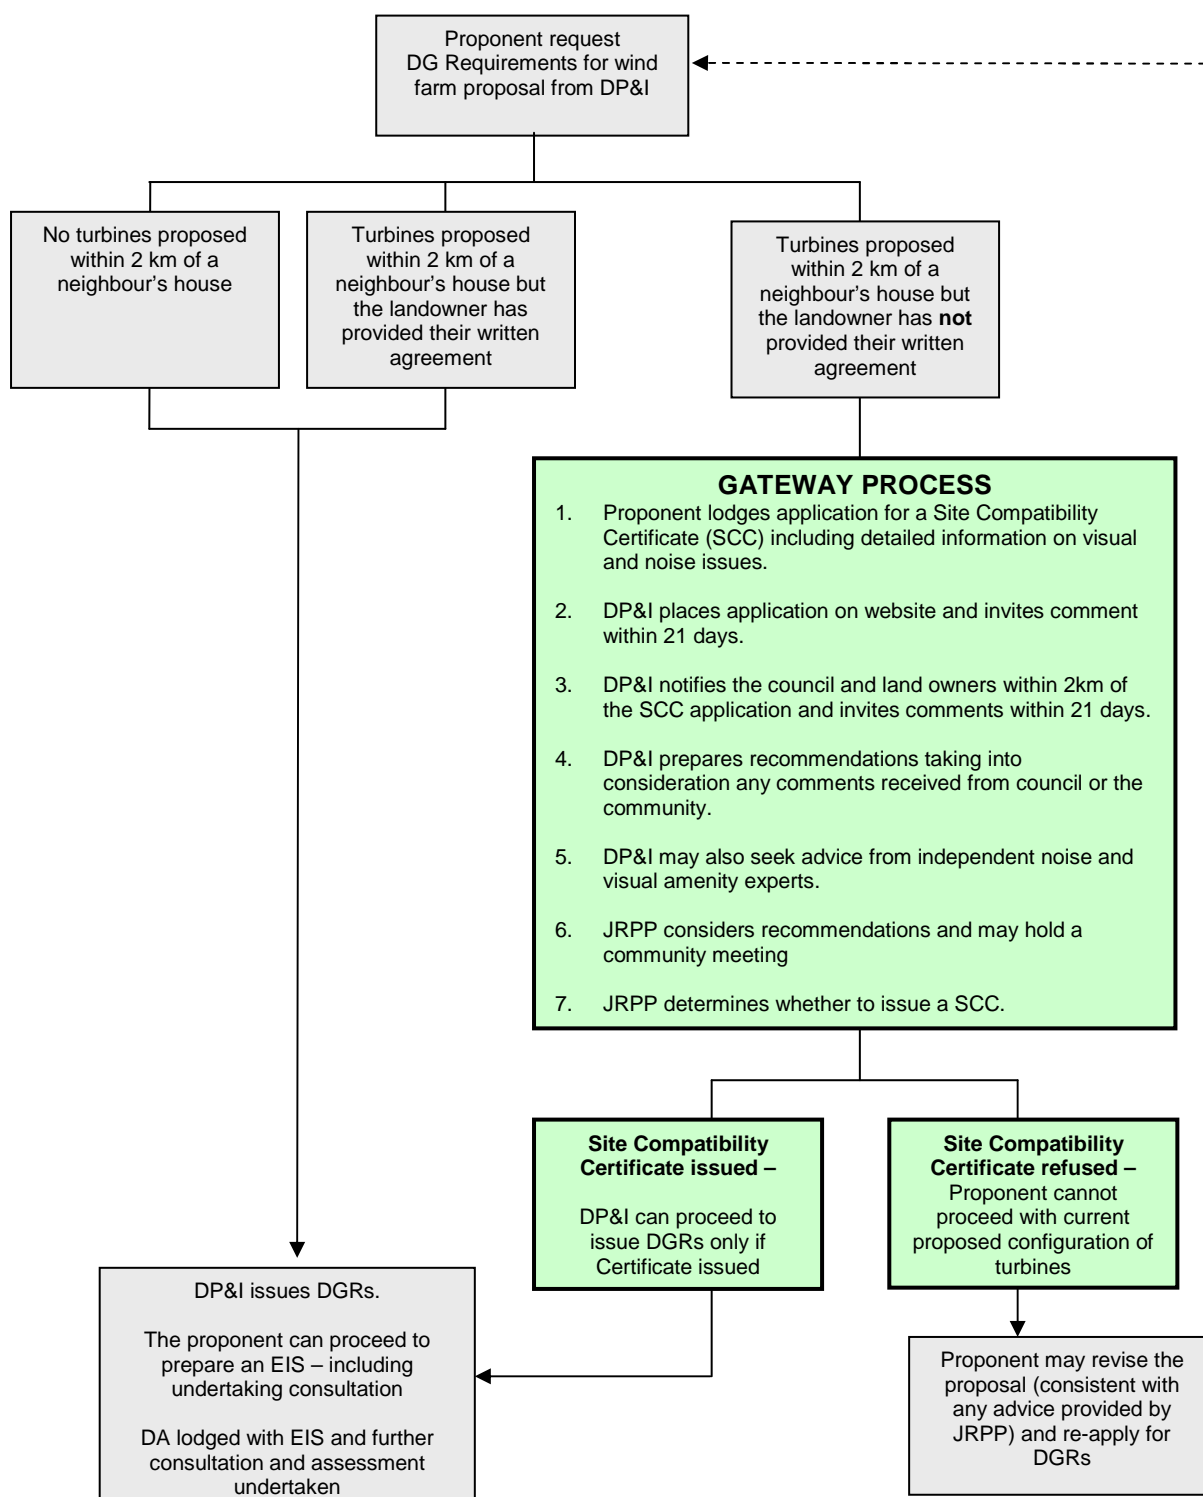 Proponent request
DG Requirements for wind
farm proposal from DP&I
No turbines proposed
within 2 km of a
neighbour's house
Turbines proposed
within 2 km of a
neighbour's house but
the landowner has
provided their written
agreement
Turbines proposed
within 2 km of a
neighbour's house but
the landowner has not
provided their written
agreement
GATEWAY PROCESS
1. Proponent lodges application for a Site Compatibility
Certificate (SCC) including detailed information on visual
and noise issues.
2. DP&I places application on website and invites comment
within 21 days.
3. DP&I notifies the council and land owners within 2km of
the SCC application and invites comments within 21 days.
4. DP&I prepares recommendations taking into
consideration any comments received from council or the
community.
5. DP&I may also seek advice from independent noise and
visual amenity experts.
6. JRPP considers recommendations and may hold a
community meeting
7. JRPP determines whether to issue a SCC.
Site Compatibility
Certificate issued –
DP&I can proceed to
issue DGRs only if
Certificate issued
Site Compatibility
Certificate refused –
Proponent cannot
proceed with current
proposed configuration of
turbines
DP&I issues DGRs.
The proponent can proceed to
prepare an EIS – including
undertaking consultation
DA lodged with EIS and further
consultation and assessment
undertaken
Proponent may revise the
proposal (consistent with
any advice provided by
JRPP) and re-apply for
DGRs